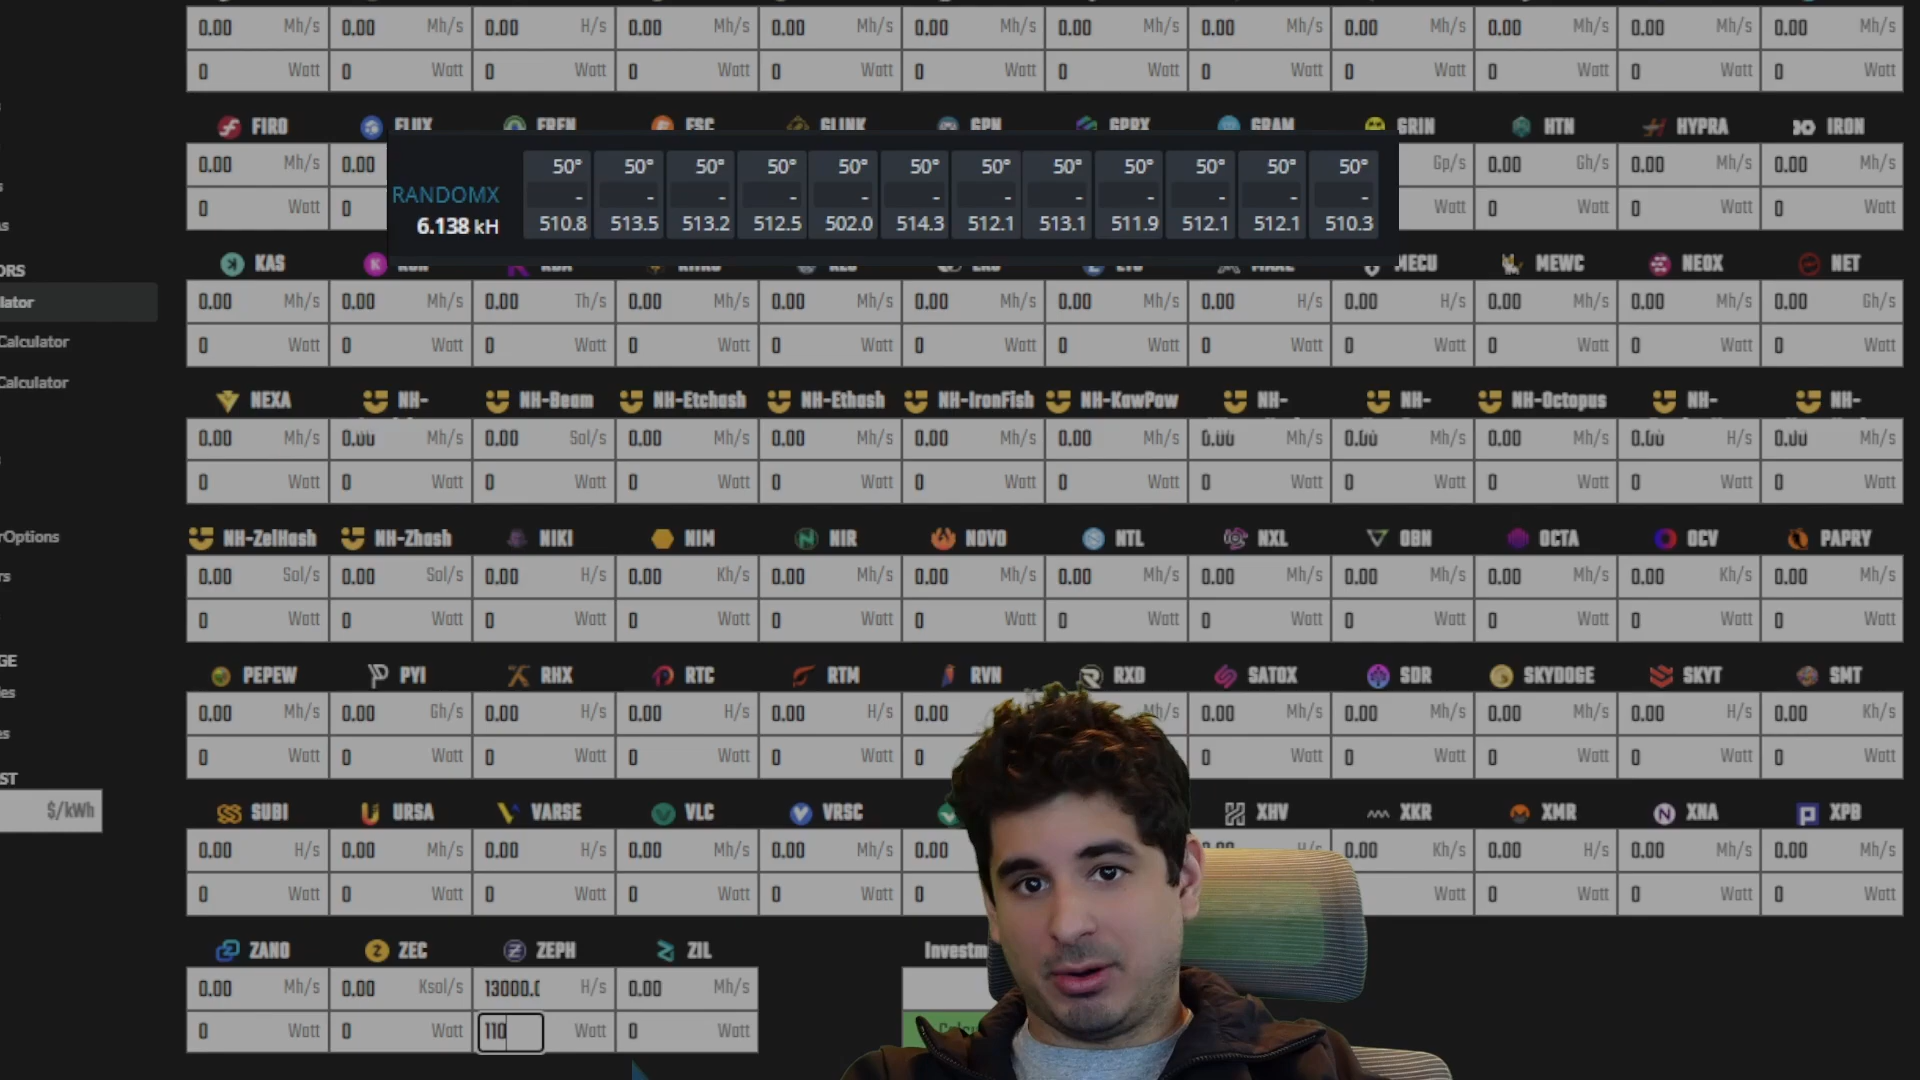 0.00 Mh/s 0.00 Mh/s 0.00 H/s 0.00 Mh/s 0.00 Mh/s 0.00 Mh/s 0.00 Mh/s 0.00 Mh/s 0.00 Mh/s 0.00 Mh/s 0.00 Mh/s 0.00 Mh/s
0 Watt 0 Watt 0 Watt 0 Watt 0 Watt 0 Watt 0 Watt 0 Watt 0 Watt 0 Watt 0 Watt 0 Watt
FIRO FLUX FREN GLINK GPN GPRX GRAM GRIN HTN HYPRA IRON
0.00 Mh/s 0.00 Gp/s 0.00 Gh/s 0.00 Mh/s 0.00 Mh/s
0 Watt 0 Watt 0 Watt 0 Watt 0 Watt
50° 50° 50° 50° 50° 50° 50° 50° 50° 50° 50° 50°
RANDOMX - - - - - - - - - - - -
6.138 kH 510.8 513.5 513.2 512.5 502.0 514.3 512.1 513.1 511.9 512.1 512.1 510.3
KAS MECU MEWC NEOX NET
0.00 Mh/s 0.00 Mh/s 0.00 Th/s 0.00 Mh/s 0.00 Mh/s 0.00 Mh/s 0.00 Mh/s 0.00 H/s 0.00 H/s 0.00 Mh/s 0.00 Mh/s 0.00 Gh/s
0 Watt 0 Watt 0 Watt 0 Watt 0 Watt 0 Watt 0 Watt 0 Watt 0 Watt 0 Watt 0 Watt 0 Watt
NEXA NH- NH-Beam NH-Etchash NH-Ethash NH-IronFish NH-KawPow NH- NH- NH-Octopus NH- NH-
0.00 Mh/s 0.00 Mh/s 0.00 Sol/s 0.00 Mh/s 0.00 Mh/s 0.00 Mh/s 0.00 Mh/s 0.00 Mh/s 0.00 Mh/s 0.00 Mh/s 0.00 H/s 0.00 Mh/s
0 Watt 0 Watt 0 Watt 0 Watt 0 Watt 0 Watt 0 Watt 0 Watt 0 Watt 0 Watt 0 Watt 0 Watt
NH-ZelHash NH-Zhash NIKI NIM NIR NOVO NTL NXL OBN OCTA OCV PAPRY
0.00 Sol/s 0.00 Sol/s 0.00 H/s 0.00 Kh/s 0.00 Mh/s 0.00 Mh/s 0.00 Mh/s 0.00 Mh/s 0.00 Mh/s 0.00 Mh/s 0.00 Kh/s 0.00 Mh/s
0 Watt 0 Watt 0 Watt 0 Watt 0 Watt 0 Watt 0 Watt 0 Watt 0 Watt 0 Watt 0 Watt 0 Watt
PEPEW PYI RHX RTC RTM RVN RXD SATOX SDR SKYDOGE SKYT SMT
0.00 Mh/s 0.00 Gh/s 0.00 H/s 0.00 H/s 0.00 H/s 0.00 Mh/s 0.00 Mh/s 0.00 Mh/s 0.00 Mh/s 0.00 H/s 0.00 Kh/s
0 Watt 0 Watt 0 Watt 0 Watt 0 Watt 0 0 Watt 0 Watt 0 Watt 0 Watt 0 Watt
SUBI URSA VARSE VLC VRSC XHV XKR XMR XNA XPB
0.00 H/s 0.00 Mh/s 0.00 H/s 0.00 Mh/s 0.00 Mh/s 0.00 0.00 Kh/s 0.00 H/s 0.00 Mh/s 0.00 Mh/s
0 Watt 0 Watt 0 Watt 0 Watt 0 Watt 0 Watt 0 Watt 0 Watt 0 Watt
ZANO ZEC ZEPH ZIL Investm
0.00 Mh/s 0.00 Ksol/s 13000.0 H/s 0.00 Mh/s
0 Watt 0 Watt 110 Watt 0 Watt
ORS
lator
Calculator
Calculator
rOptions
rs
GE
es
es
ST
$/kWh